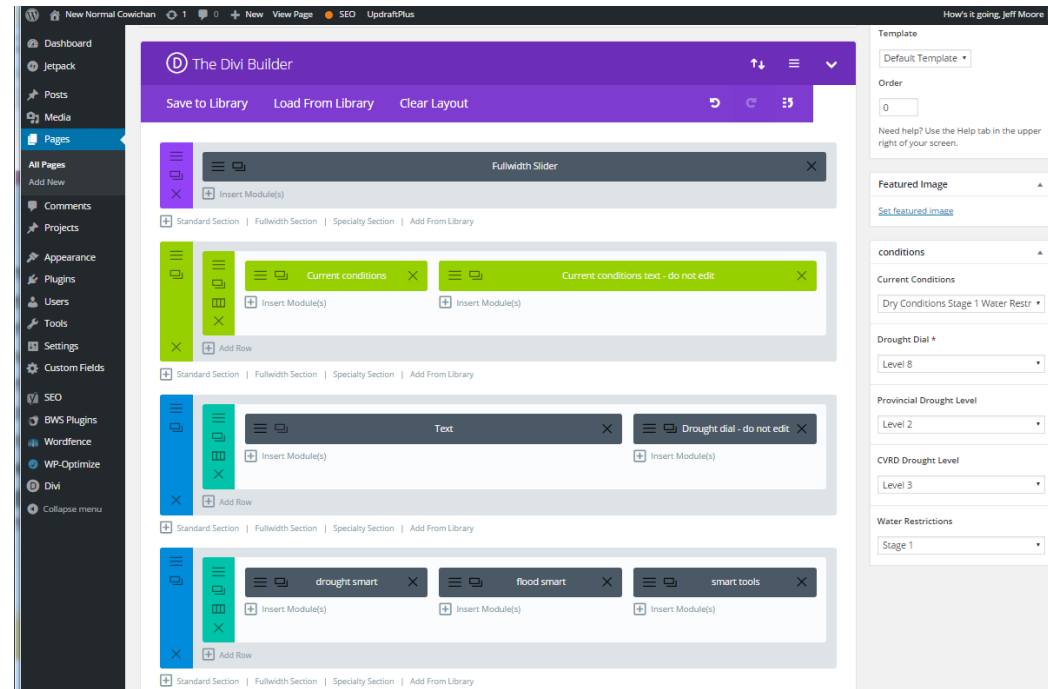 New Normal Cowichan 1 0 New View Page SEO UpdraftPlus How's it going, Jeff Moore
Dashboard
Jetpack
Posts
Media
Pages
All Pages
Add New
Comments
Projects
Appearance
Plugins
Users
Tools
Settings
Custom Fields
SEO
BWS Plugins
Wordfence
WP-Optimize
Divi
Collapse menu
D The Divi Builder
Save to Library Load From Library Clear Layout
Fullwidth Slider
Insert Module(s)
Standard Section | Fullwidth Section | Specialty Section | Add From Library
Current conditions Current conditions text - do not edit
Insert Module(s) Insert Module(s)
Add Row
Standard Section | Fullwidth Section | Specialty Section | Add From Library
Text Drought dial - do not edit
Insert Module(s) Insert Module(s)
Add Row
Standard Section | Fullwidth Section | Specialty Section | Add From Library
drought smart flood smart smart tools
Insert Module(s) Insert Module(s) Insert Module(s)
Add Row
Standard Section | Fullwidth Section | Specialty Section | Add From Library
Template
Default Template
Order
0
Need help? Use the Help tab in the upper
right of your screen.
Featured Image
Set featured image
conditions
Current Conditions
Dry Conditions Stage 1 Water Restr
Drought Dial *
Level 8
Provincial Drought Level
Level 2
CVRD Drought Level
Level 3
Water Restrictions
Stage 1